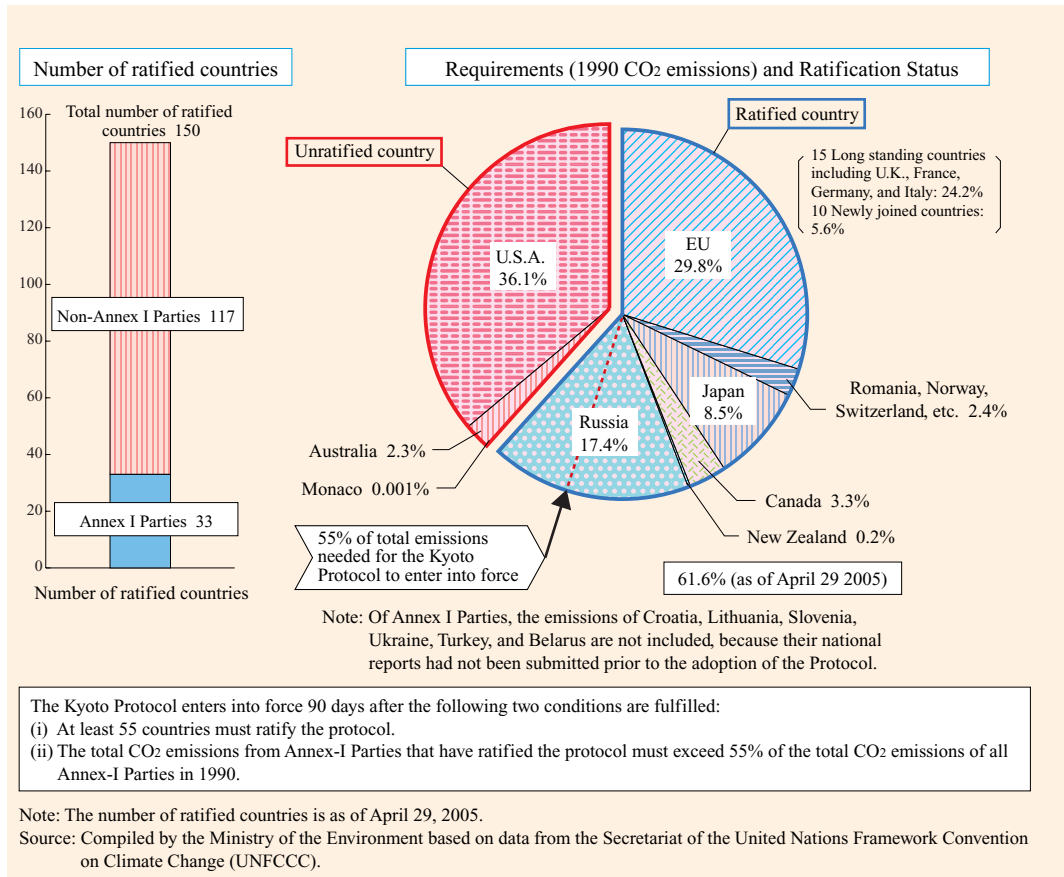 Number of ratified countries
Requirements (1990 CO2 emissions) and Ratification Status
160
140
120
100
80
60
40
20
0
Total number of ratified
countries 150
Non-Annex I Parties 117
Annex I Parties 33
Number of ratified countries
Unratified country
Ratified country
15 Long standing countries
including U.K., France,
Germany, and Italy: 24.2%
10 Newly joined countries:
5.6%
U.S.A.
36.1%
EU
29.8%
Romania, Norway,
Switzerland, etc. 2.4%
Japan
8.5%
Russia
17.4%
Australia 2.3%
Monaco 0.001%
Canada 3.3%
New Zealand 0.2%
55% of total emissions
needed for the Kyoto
Protocol to enter into force
61.6% (as of April 29 2005)
Note: Of Annex I Parties, the emissions of Croatia, Lithuania, Slovenia,
Ukraine, Turkey, and Belarus are not included, because their national
reports had not been submitted prior to the adoption of the Protocol.
The Kyoto Protocol enters into force 90 days after the following two conditions are fulfilled:
(i) At least 55 countries must ratify the protocol.
(ii) The total CO2 emissions from Annex-I Parties that have ratified the protocol must exceed 55% of the total CO2 emissions of all
Annex-I Parties in 1990.
Note: The number of ratified countries is as of April 29, 2005.
Source: Compiled by the Ministry of the Environment based on data from the Secretariat of the United Nations Framework Convention
on Climate Change (UNFCCC).